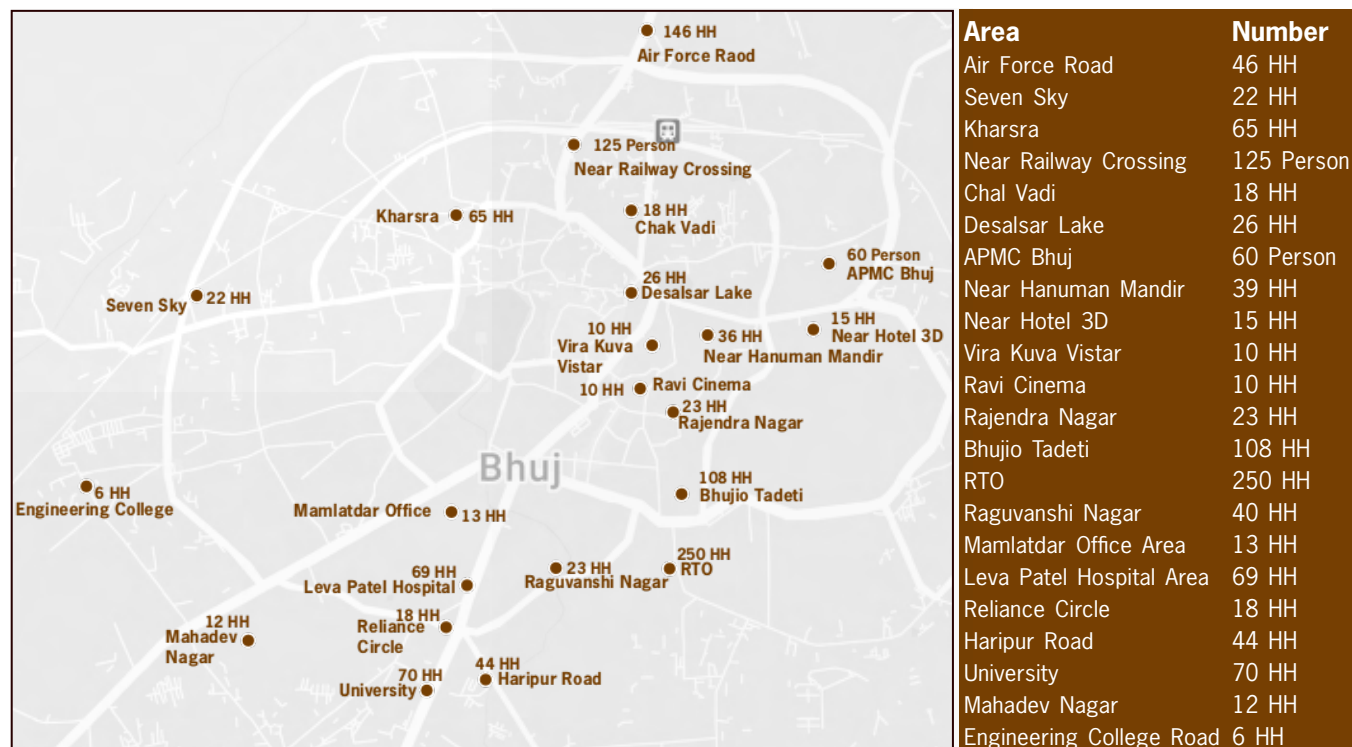 146 HH
Air Force Raod
125 Person
Near Railway Crossing
Kharsra
65 HH
18 HH
Chak Vadi
60 Person
APMC Bhuj
26 HH
Desalsar Lake
Seven Sky
22 HH
10 HH
Vira Kuva
Vistar
36 HH
Near Hanuman Mandir
15 HH
Near Hotel 3D
10 HH
Ravi Cinema
23 HH
Rajendra Nagar
Bhuj
6 HH
Engineering College
108 HH
Bhujio Tadeti
Mamlatdar Office
13 HH
69 HH
Leva Patel Hospital
23 HH
Raguvanshi Nagar
250 HH
RTO
12 HH
Mahadev
Nagar
18 HH
Reliance
Circle
44 HH
Haripur Road
70 HH
University
Area Number
Air Force Road 46 HH
Seven Sky 22 HH
Kharsra 65 HH
Near Railway Crossing 125 Person
Chal Vadi 18 HH
Desalsar Lake 26 HH
APMC Bhuj 60 Person
Near Hanuman Mandir 39 HH
Near Hotel 3D 15 HH
Vira Kuva Vistar 10 HH
Ravi Cinema 10 HH
Rajendra Nagar 23 HH
Bhujio Tadeti 108 HH
RTO 250 HH
Raguvanshi Nagar 40 HH
Mamlatdar Office Area 13 HH
Leva Patel Hospital Area 69 HH
Reliance Circle 18 HH
Haripur Road 44 HH
University 70 HH
Mahadev Nagar 12 HH
Engineering College Road 6 HH